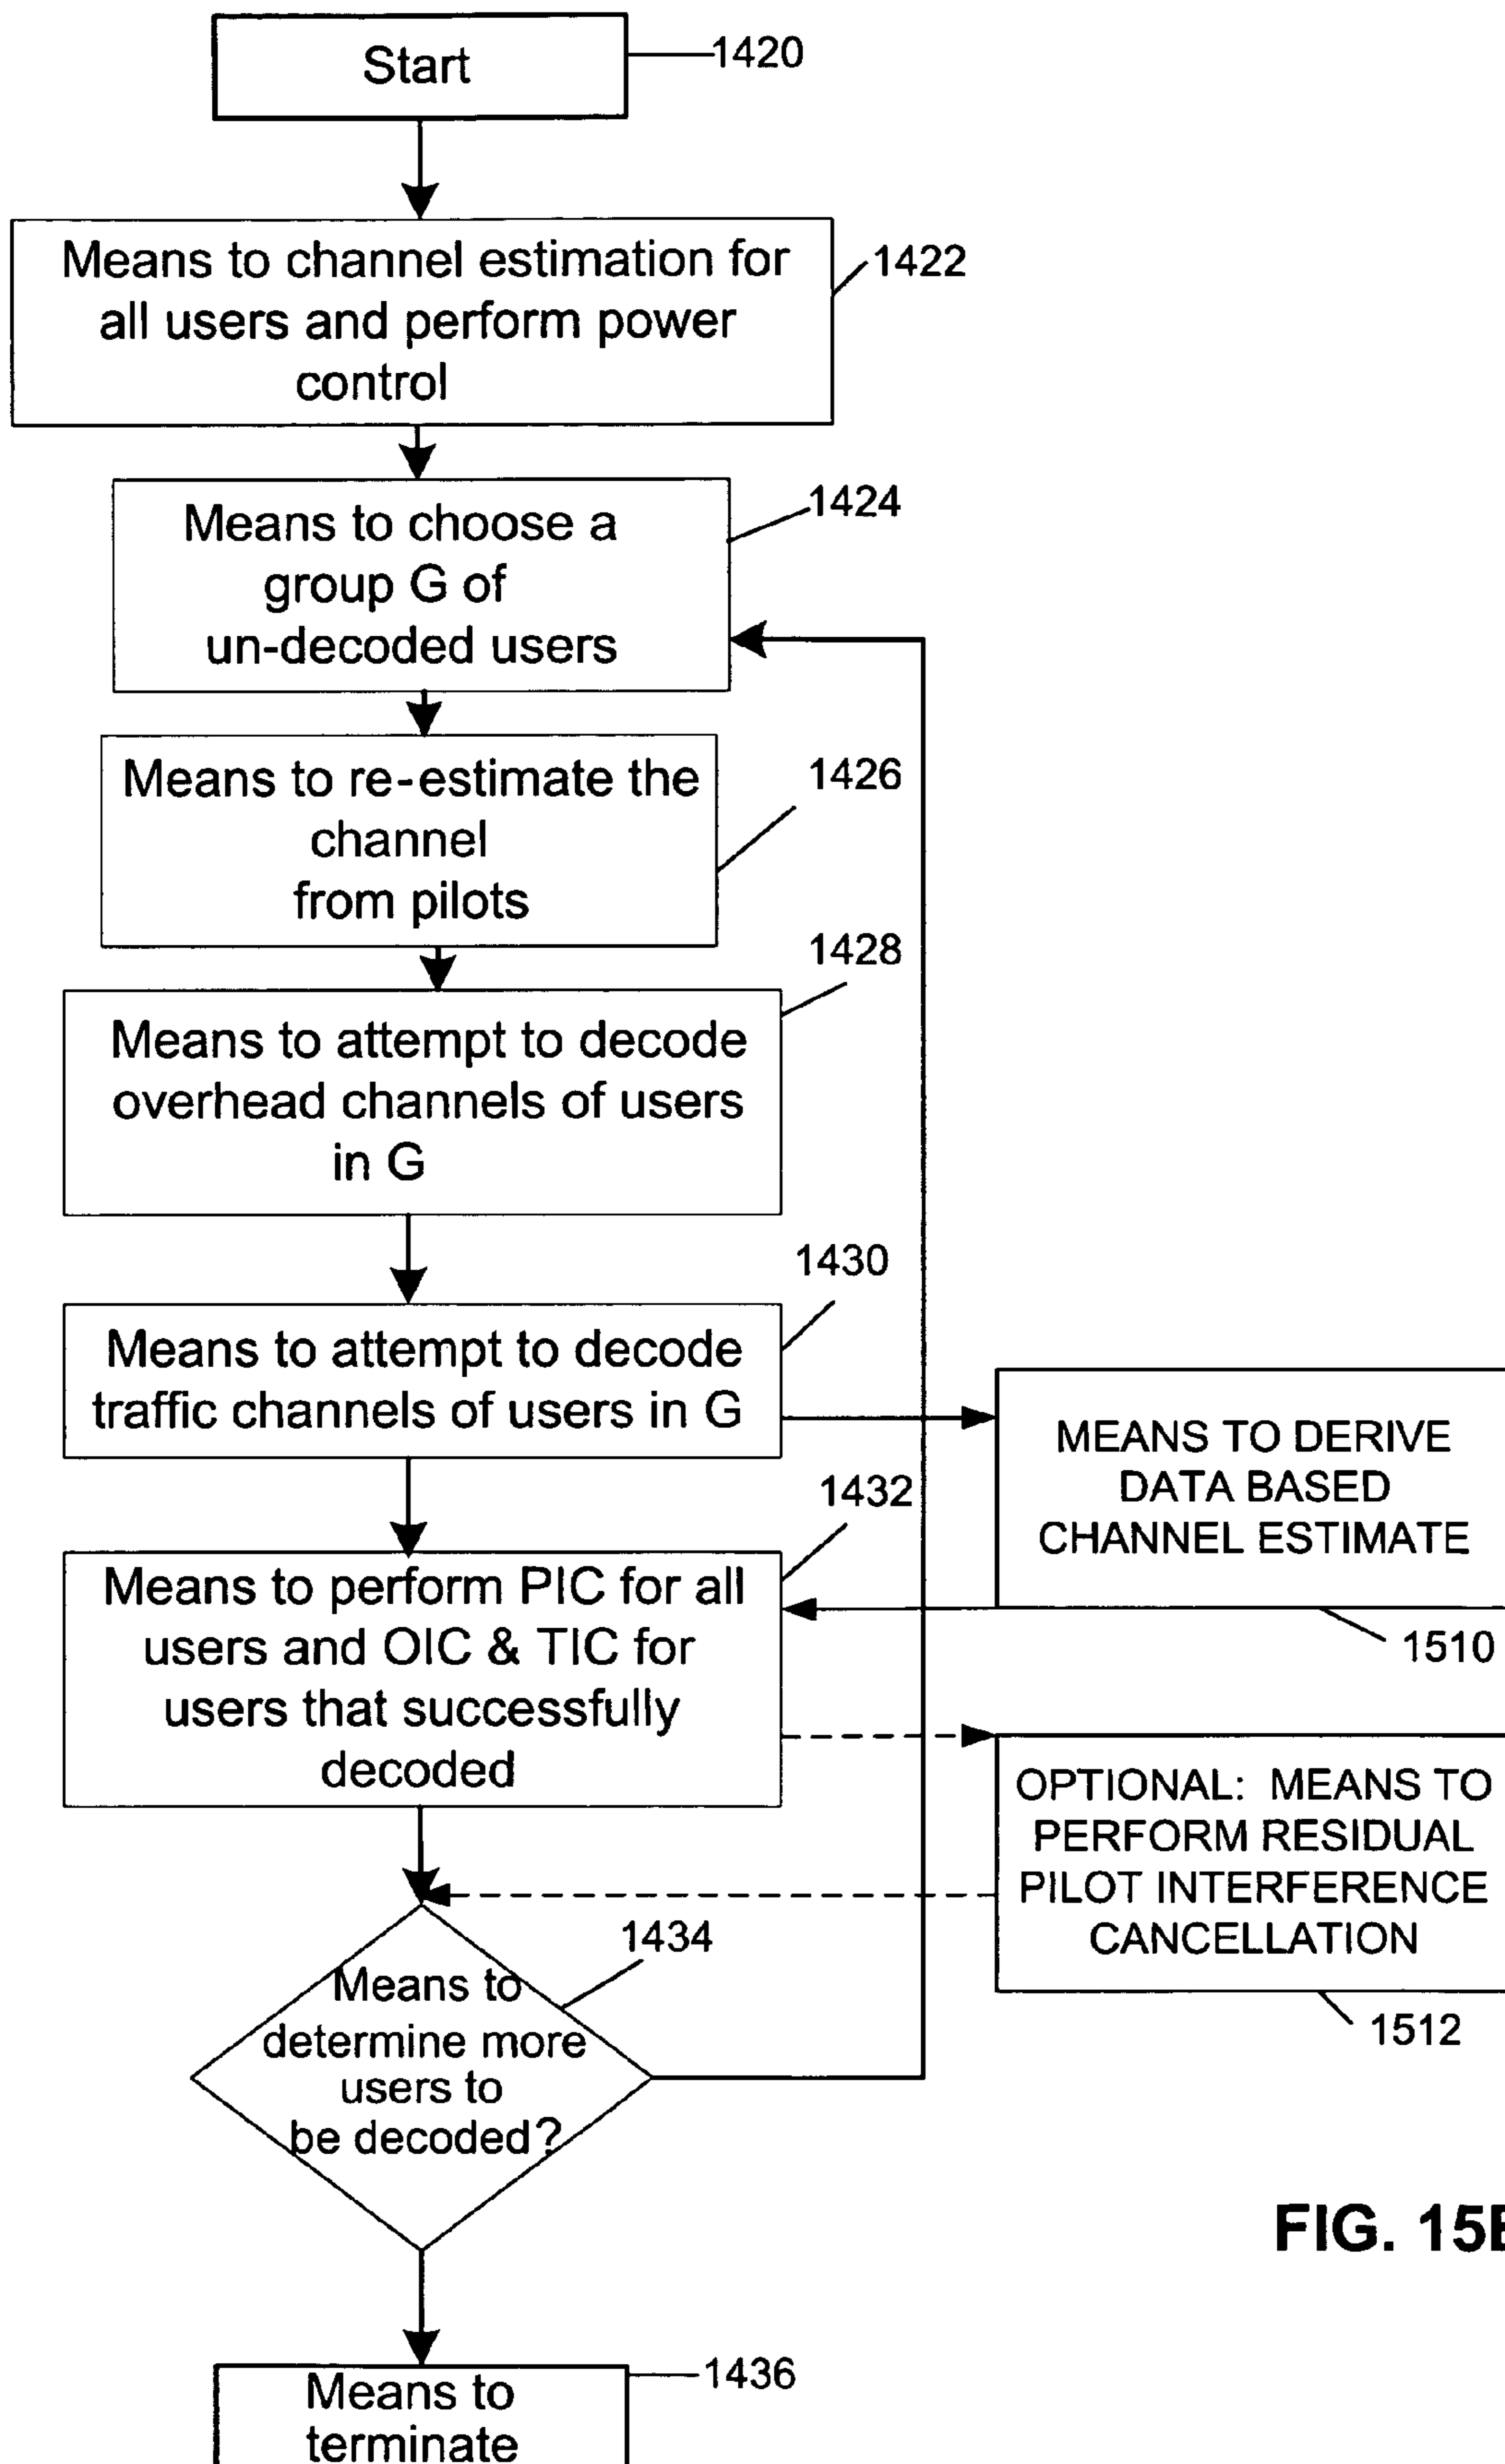 Start
1420
Means to channel estimation for
all users and perform power
control
1422
Means to choose a
group G of
un-decoded users
1424
Means to re-estimate the
channel
from pilots
1426
1428
Means to attempt to decode
overhead channels of users
in G
1430
Means to attempt to decode
traffic channels of users in G
MEANS TO DERIVE
DATA BASED
CHANNEL ESTIMATE
1510
1432
Means to perform PIC for all
users and OIC & TIC for
users that successfully
decoded
OPTIONAL: MEANS TO
PERFORM RESIDUAL
PILOT INTERFERENCE
CANCELLATION
1512
1434
Means to
determine more
users to
be decoded?
FIG. 15B
1436
Means to
terminate